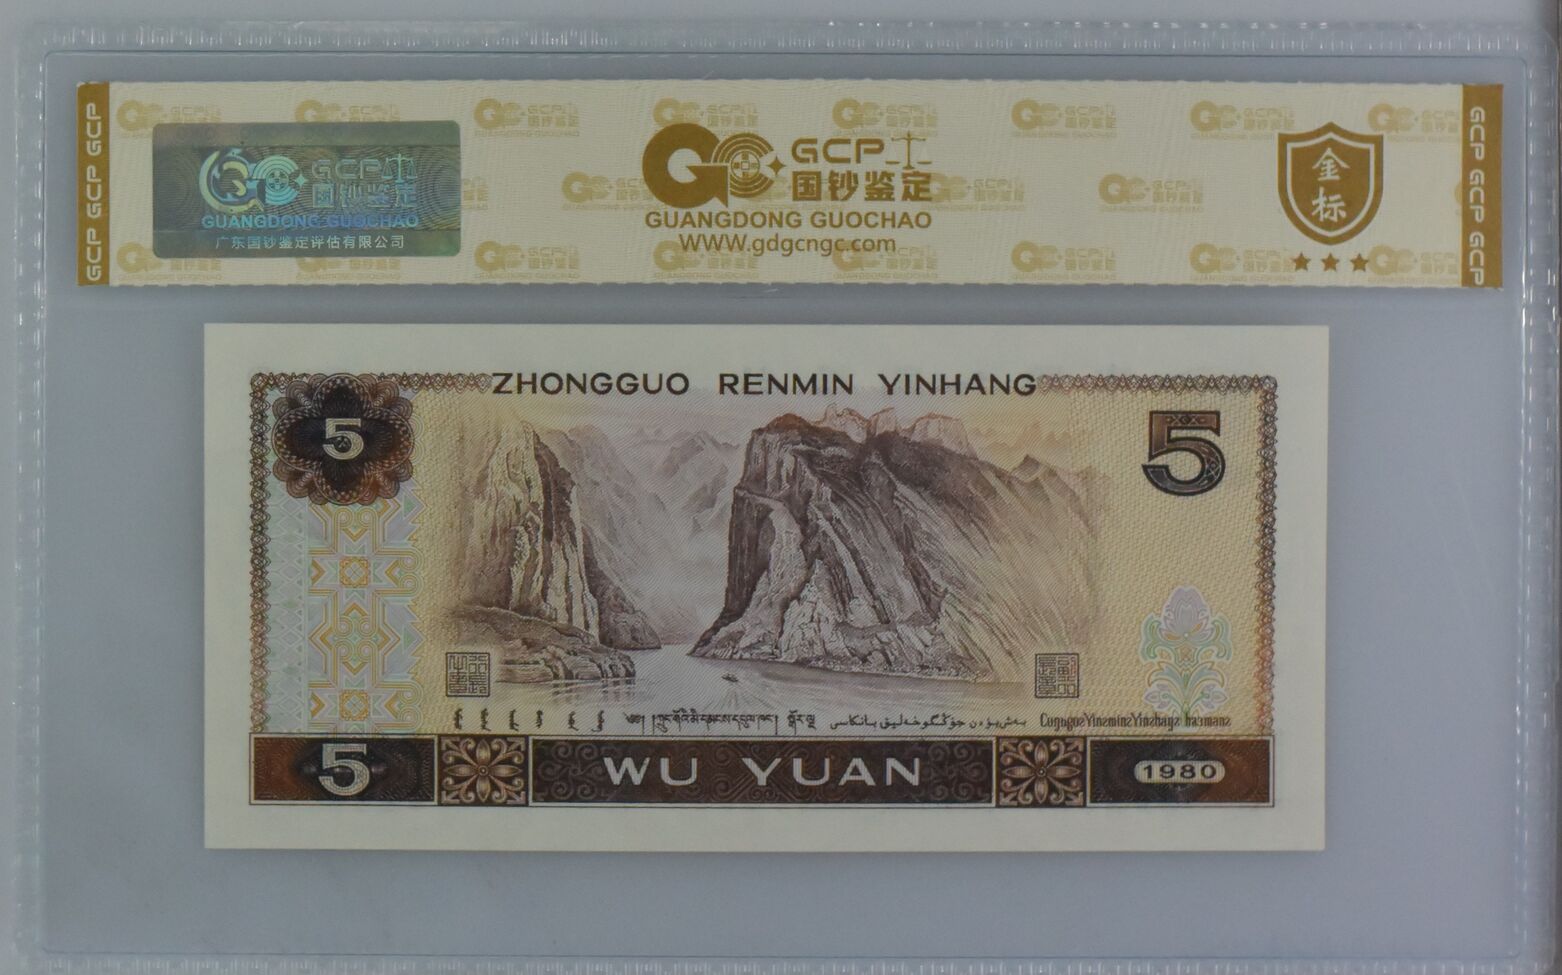 GCP GCP GCP
GCP
国钞鉴定
GUANGDONG GUOCHAO
广东国钞鉴定评估有限公司
GCP
国钞鉴定
GUANGDONG GUOCHAO
WWW.gdgcngc.com
金标
GCP GCP GCP
ZHONGGUO RENMIN YINHANG
5
5
5
WU YUAN
1980